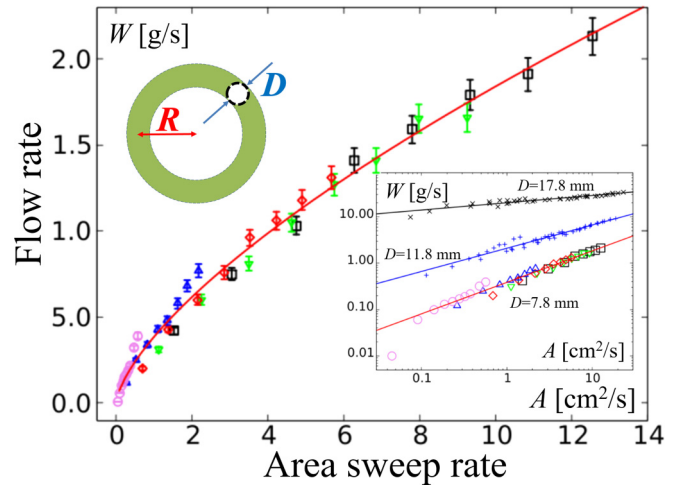 W [g/s]
2.0
1.5
1.0
5.0
0.0
Flow rate
D
R
W [g/s]
D=17.8 mm
10.00
D=11.8 mm
1.00
0.10
D=7.8 mm
0.01
A [cm²/s]
0.1
1
10
A [cm²/s]
0
2
4
6
8
10
12
14
Area sweep rate